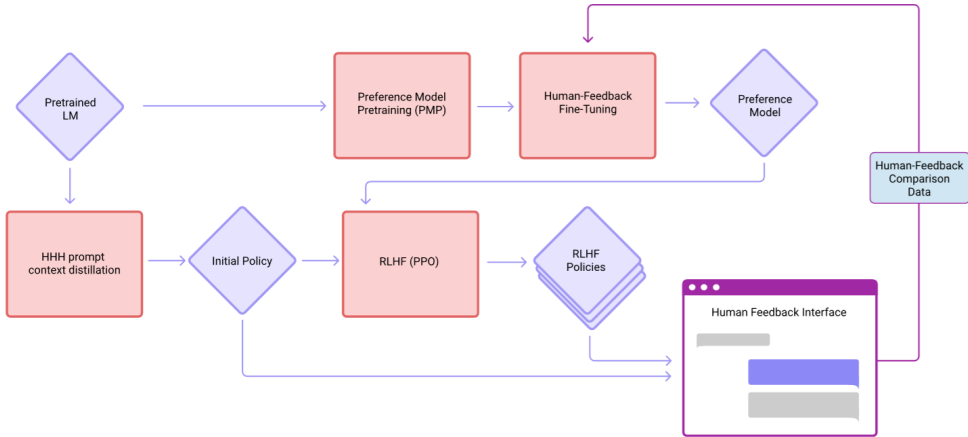 Pretrained
LM
Preference Model
Pretraining (PMP)
Human-Feedback
Fine-Tuning
Preference
Model
Human-Feedback
Comparison
Data
HHH prompt
context distillation
Initial Policy
RLHF (PPO)
RLHF
Policies
Human Feedback Interface